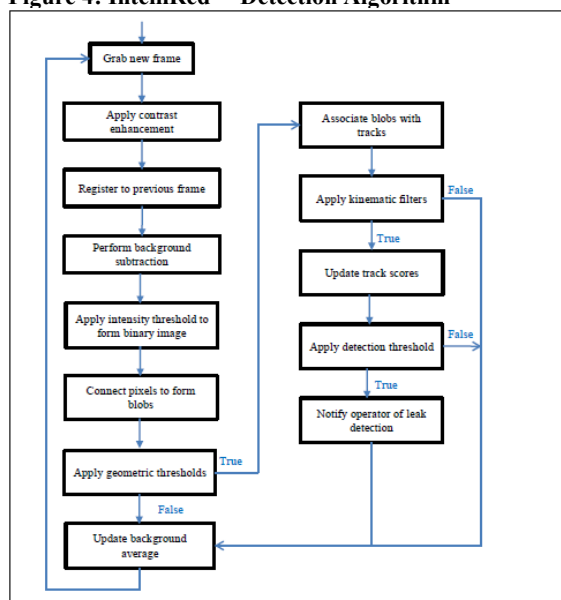 Grab new frame
Apply contrast
enhancement
Register to previous frame
Perform background
subtraction
Apply intensity threshold to
form binary image
Connect pixels to form
blobs
Apply geometric thresholds
True
False
Update background
average
Associate blobs with
tracks
Apply kinematic filters
False
True
Update track scores
Apply detection threshold
False
True
Notify operator of leak
detection